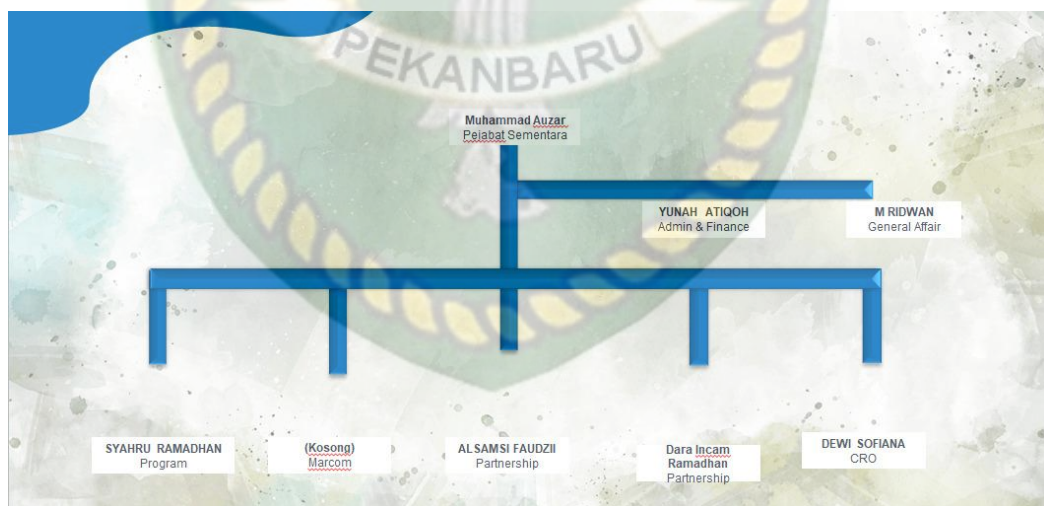 PEKANBARU
Muhammad Auzar
Pejabat Sementara
YUNAH ATIQOH
Admin & Finance
M RIDWAN
General Affair
SYAHRU RAMADHAN
Program
(Kosong)
Marcom
ALSAMSI FAUDZII
Partnership
Dara Incam
Ramadhan
Partnership
DEWI SOFIANA
CRO